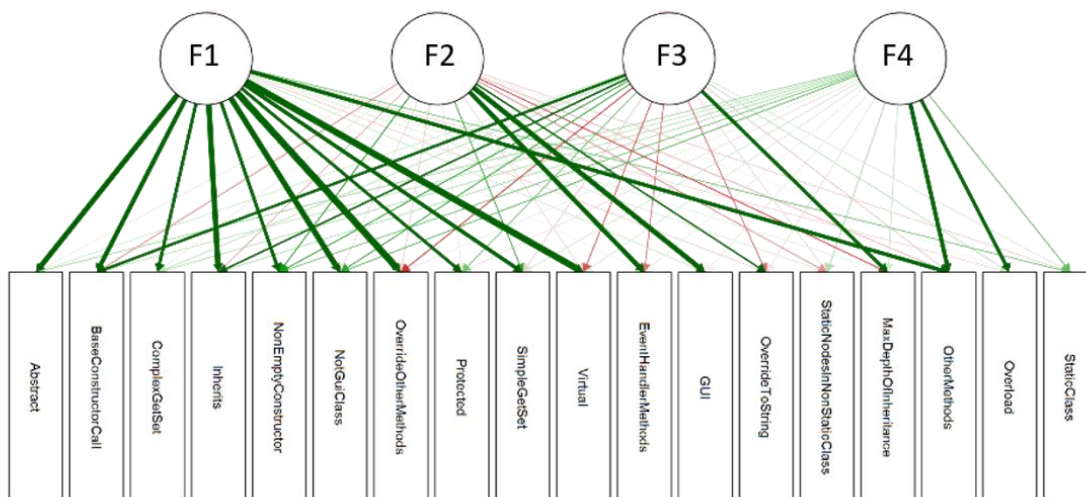 F1
F2
F3
F4
Abstract
BaseConstructorCall
ComplexGetSet
Inherits
NonEmptyConstructor
NotGuiClass
OverrideOtherMethods
Protected
SimpleGetSet
Virtual
EventHandlerMethods
GUI
OverrideToString
StaticNodesInNonStaticClass
MaxDepthOfInheritance
OtherMethods
Overload
StaticClass